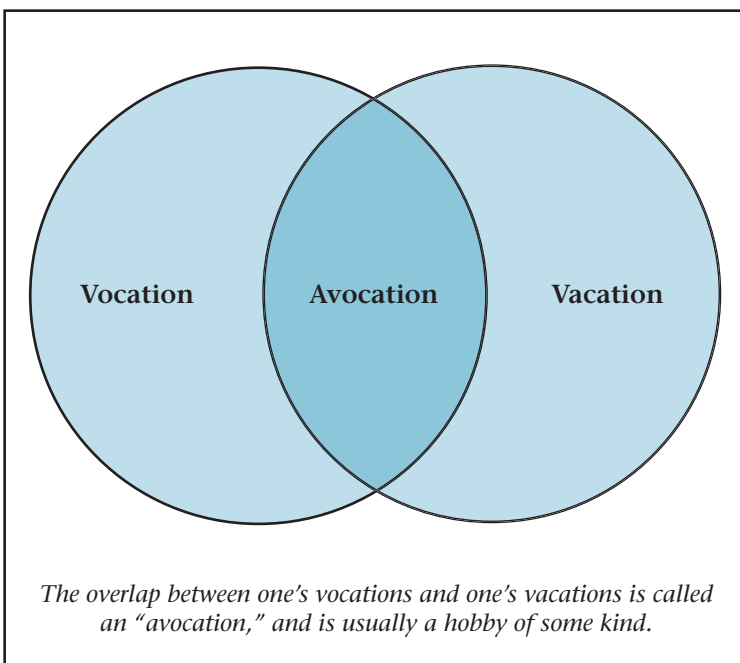 Vocation Avocation Vacation
The overlap between one’s vocations and one’s vacations is called
an “avocation,” and is usually a hobby of some kind.